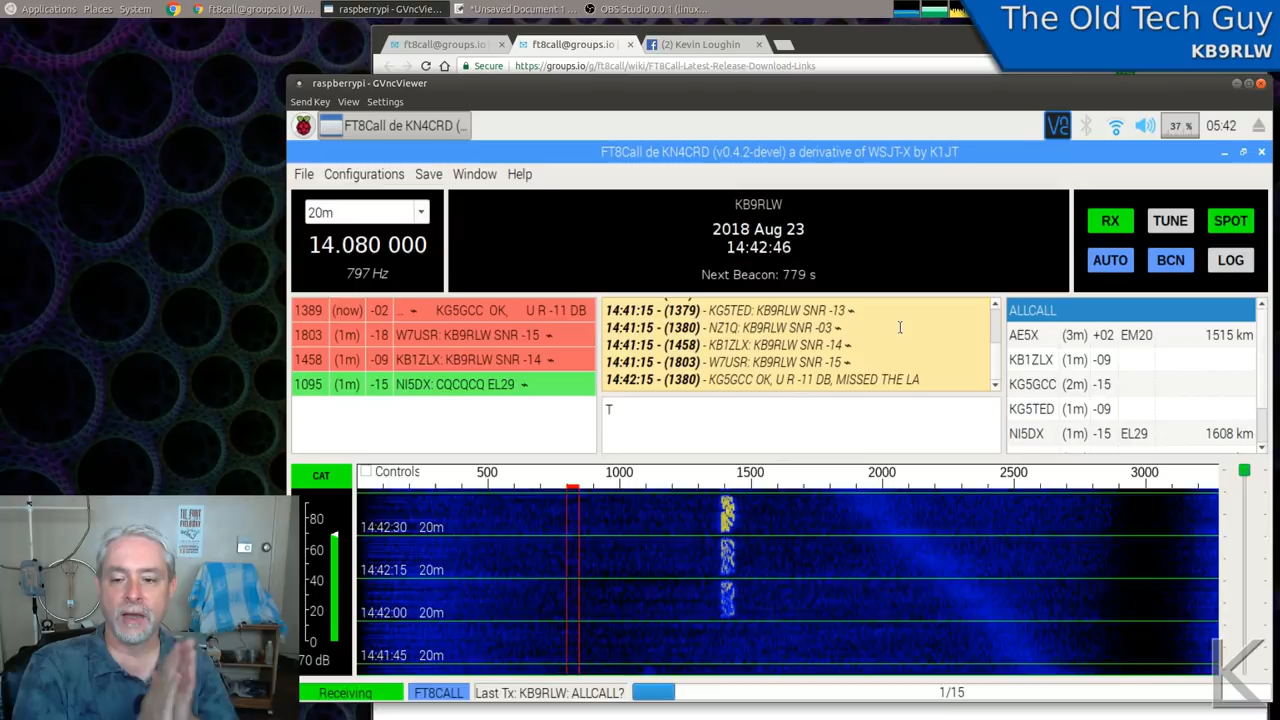 Applications Places System ft8call@groups.io | Wi... raspberrypi - GVncVie... *Unsaved Document 1 ... OBS Studio 0.0.1 (linux...
The Old Tech Guy
KB9RLW
ft8call@groups.io × ft8call@groups.io × (2) Kevin Loughin ×
Secure https://groups.io/g/ft8call/wiki/FT8Call-Latest-Release-Download-Links
raspberrypi - GVncViewer
Send Key View Settings
FT8Call de KN4CRD (... V2 37 % 05:42
FT8Call de KN4CRD (v0.4.2-devel) a derivative of WSJT-X by K1JT
File Configurations Save Window Help
20m
14.080 000
797 Hz
KB9RLW
2018 Aug 23
14:42:46
Next Beacon: 779 s
RX TUNE SPOT
AUTO BCN LOG
1389 (now) -02 ... KG5GCC OK, U R -11 DB
1803 (1m) -18 W7USR: KB9RLW SNR -15
1458 (1m) -09 KB1ZLX: KB9RLW SNR -14
1095 (1m) -15 NI5DX: CQCQCQ EL29
14:41:15 - (1379) - KG5TED: KB9RLW SNR -13
14:41:15 - (1380) - NZ1Q: KB9RLW SNR -03
14:41:15 - (1458) - KB1ZLX: KB9RLW SNR -14
14:41:15 - (1803) - W7USR: KB9RLW SNR -15
14:42:15 - (1380) - KG5GCC OK, U R -11 DB, MISSED THE LA
T
ALLCALL
AE5X (3m) +02 EM20 1515 km
KB1ZLX (1m) -09
KG5GCC (2m) -15
KG5TED (1m) -09
NI5DX (1m) -15 EL29 1608 km
CAT
Controls 500 1000 1500 2000 2500 3000
80
60
40
20
0
70 dB
14:42:30 20m
14:42:15 20m
14:42:00 20m
14:41:45 20m
Receiving FT8CALL Last Tx: KB9RLW: ALLCALL? 1/15
K